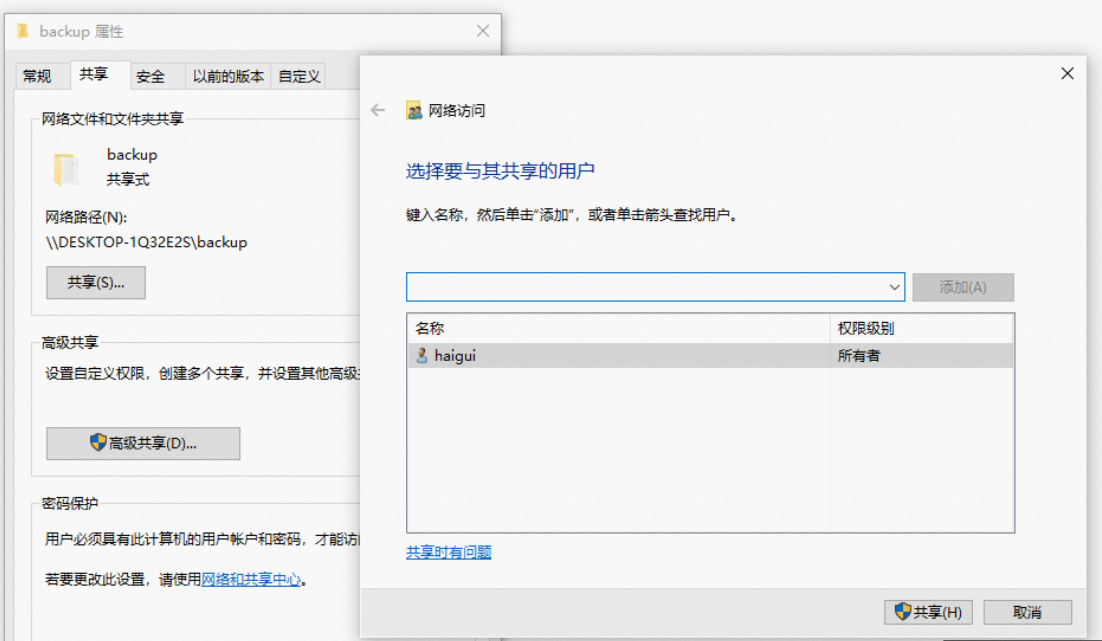 backup 属性
常规 共享 安全 以前的版本 自定义
网络文件和文件夹共享
backup
共享式
网络路径(N):
\\DESKTOP-1Q32E2S\backup
共享(S)...
高级共享
设置自定义权限，创建多个共享，并设置其他高级
高级共享(D)...
密码保护
用户必须具有此计算机的用户帐户和密码，才能访
若要更改此设置，请使用网络和共享中心。
网络访问
选择要与其共享的用户
键入名称，然后单击“添加”，或者单击箭头查找用户。
添加(A)
名称 权限级别
haigui 所有者
共享时有问题
共享(H) 取消